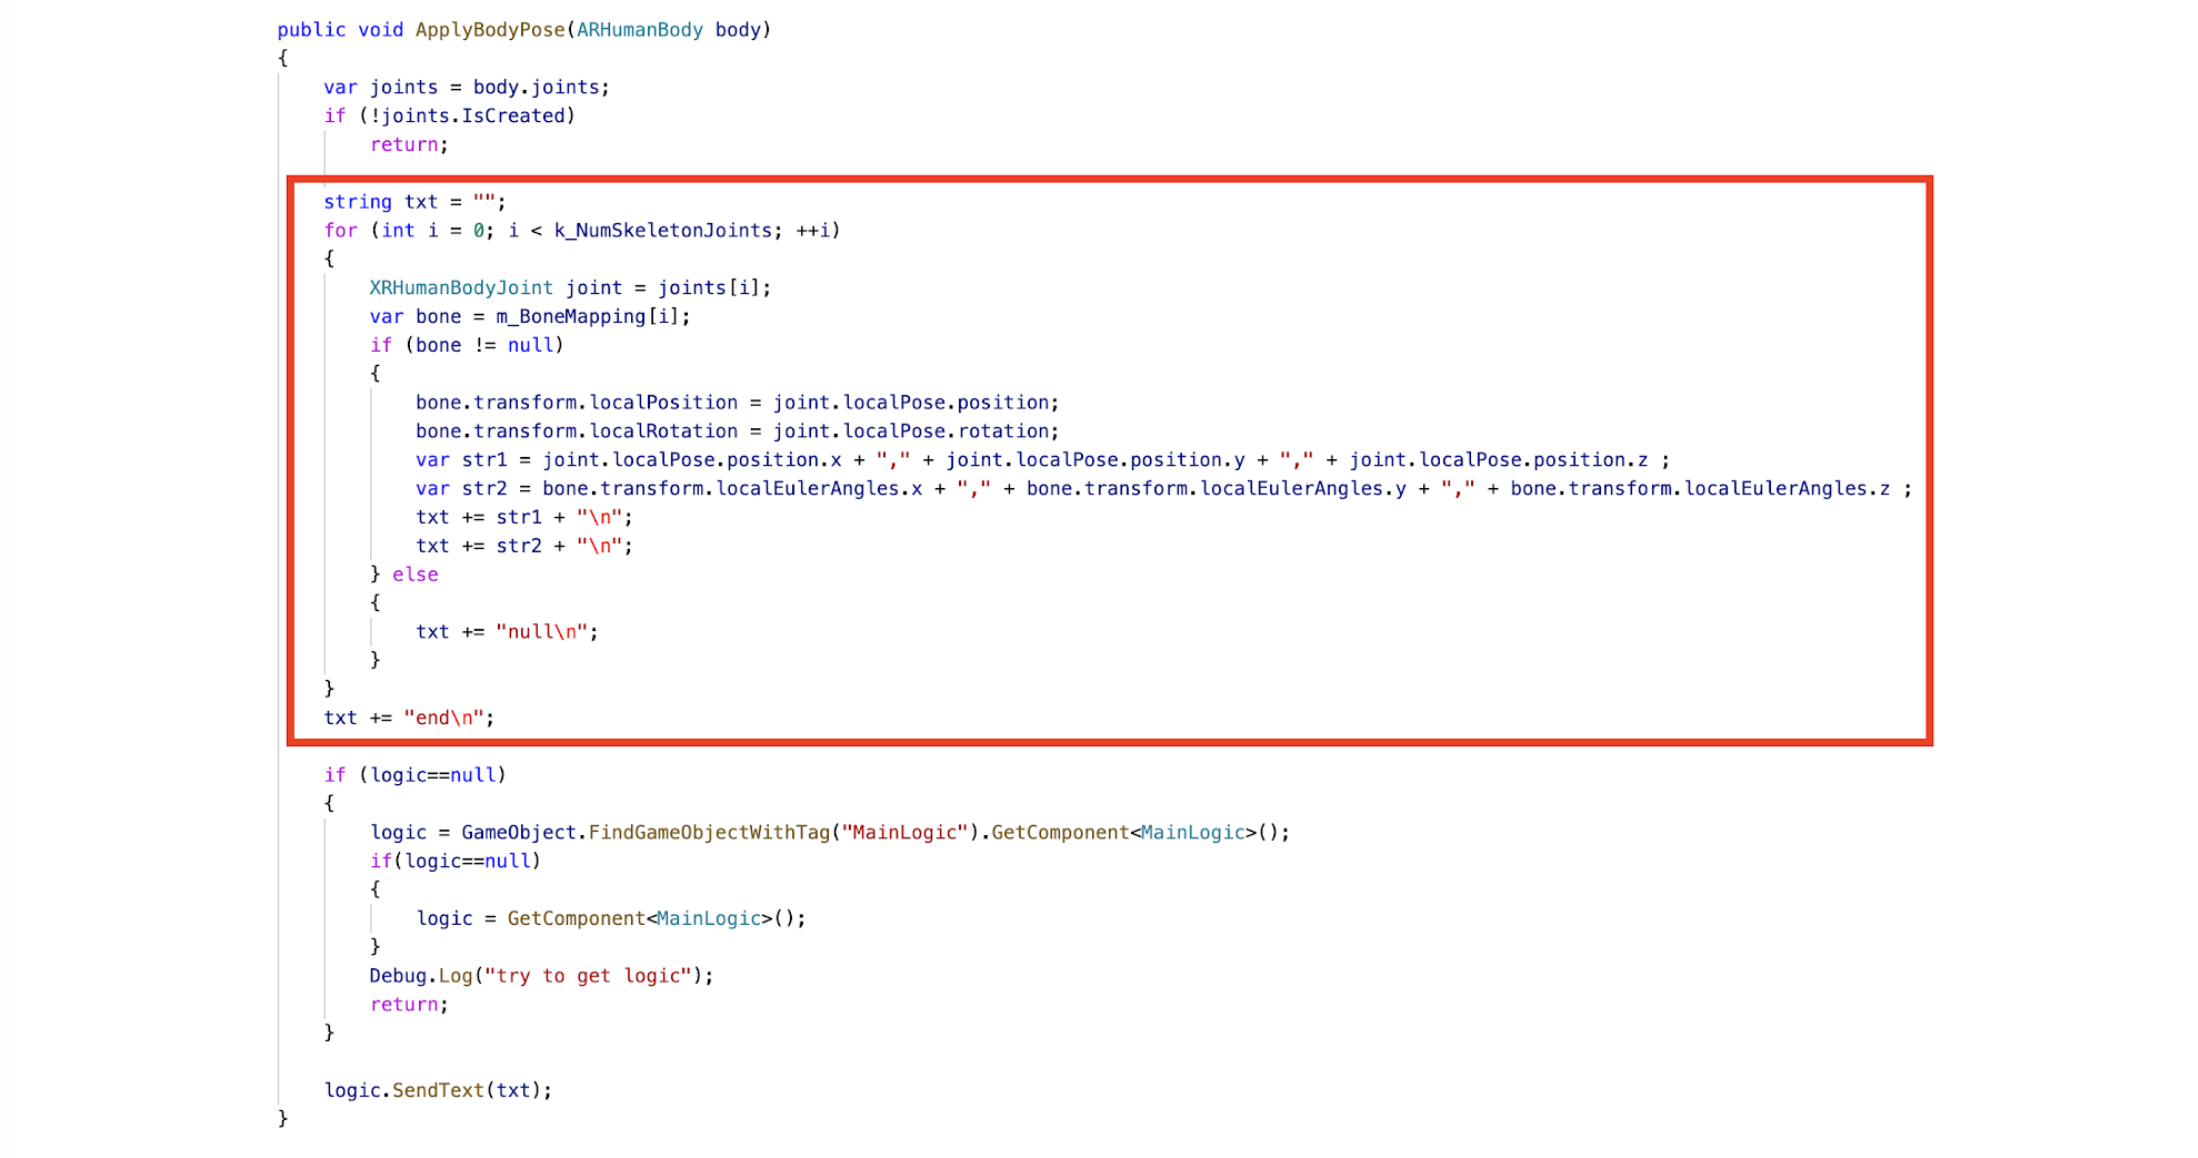 public void ApplyBodyPose(ARHumanBody body)
{
    var joints = body.joints;
    if (!joints.IsCreated)
        return;

    string txt = "";
    for (int i = 0; i < k_NumSkeletonJoints; ++i)
    {
        XRHumanBodyJoint joint = joints[i];
        var bone = m_BoneMapping[i];
        if (bone != null)
        {
            bone.transform.localPosition = joint.localPose.position;
            bone.transform.localRotation = joint.localPose.rotation;
            var str1 = joint.localPose.position.x + "," + joint.localPose.position.y + "," + joint.localPose.position.z ;
            var str2 = bone.transform.localEulerAngles.x + "," + bone.transform.localEulerAngles.y + "," + bone.transform.localEulerAngles.z ;
            txt += str1 + "\n";
            txt += str2 + "\n";
        } else
        {
            txt += "null\n";
        }
    }
    txt += "end\n";

    if (logic==null)
    {
        logic = GameObject.FindGameObjectWithTag("MainLogic").GetComponent<MainLogic>();
        if(logic==null)
        {
            logic = GetComponent<MainLogic>();
        }
        Debug.Log("try to get logic");
        return;
    }

    logic.SendText(txt);
}